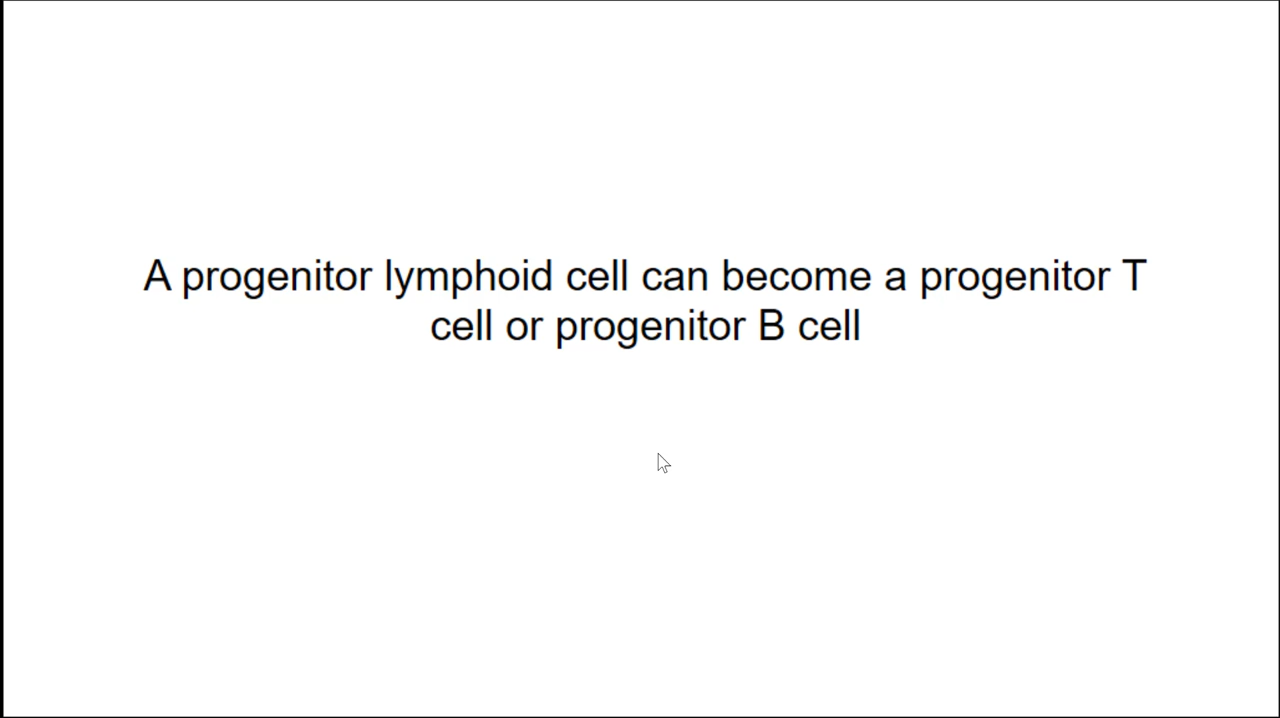 A progenitor lymphoid cell can become a progenitor T
cell or progenitor B cell